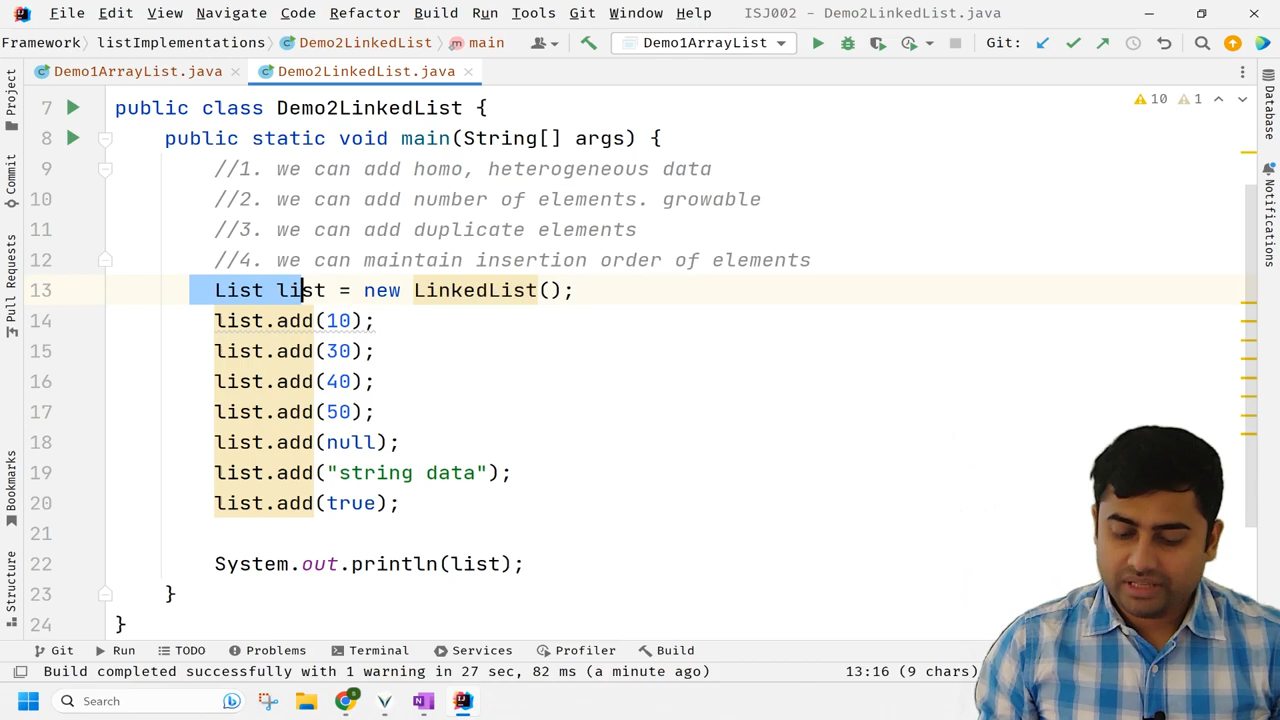 File Edit View Navigate Code Refactor Build Run Tools Git Window Help ISJ002 - Demo2LinkedList.java
Framework listImplementations Demo2LinkedList main Demo1ArrayList Git:
Demo1ArrayList.java Demo2LinkedList.java
Project
Commit
Pull Requests
Bookmarks
Structure
10 1
7 public class Demo2LinkedList {
8 public static void main(String[] args) {
9 //1. we can add homo, heterogeneous data
10 //2. we can add number of elements. growable
11 //3. we can add duplicate elements
12 //4. we can maintain insertion order of elements
13 List list = new LinkedList();
14 list.add(10);
15 list.add(30);
16 list.add(40);
17 list.add(50);
18 list.add(null);
19 list.add("string data");
20 list.add(true);
21
22 System.out.println(list);
23 }
24 }
Database
Notifications
Git Run TODO Problems Terminal Services Profiler Build
Build completed successfully with 1 warning in 27 sec, 82 ms (a minute ago) 13:16 (9 chars)
Search